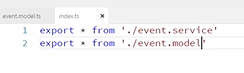 event.model.ts index.ts ×
1 export * from './event.service'
2 export * from './event.model'